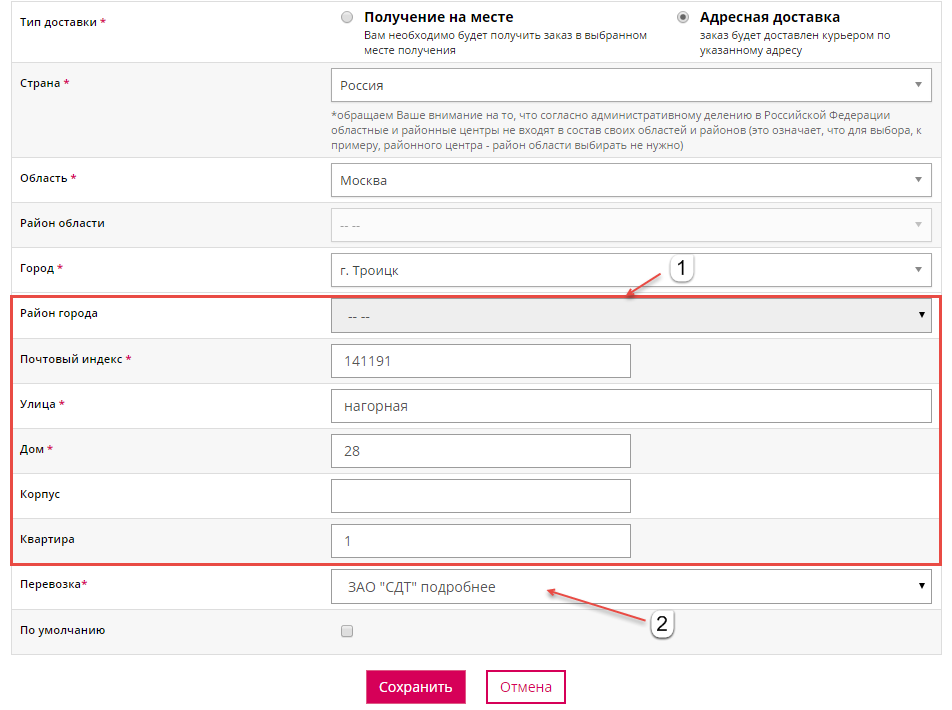 Тип доставки *
Получение на месте
Вам необходимо будет получить заказ в выбранном
месте получения
Адресная доставка
заказ будет доставлен курьером по
указанному адресу
Страна *
Россия
*обращаем Ваше внимание на то, что согласно административному делению в Российской Федерации
областные и районные центры не входят в состав своих областей и районов (это означает, что для выбора, к
примеру, районного центра - район области выбирать не нужно)
Область *
Москва
Район области
-- --
Город *
г. Троицк
1
Район города
-- --
Почтовый индекс *
141191
Улица *
нагорная
Дом *
28
Корпус
Квартира
1
Перевозка*
ЗАО "СДТ" подробнее
2
По умолчанию
Сохранить
Отмена